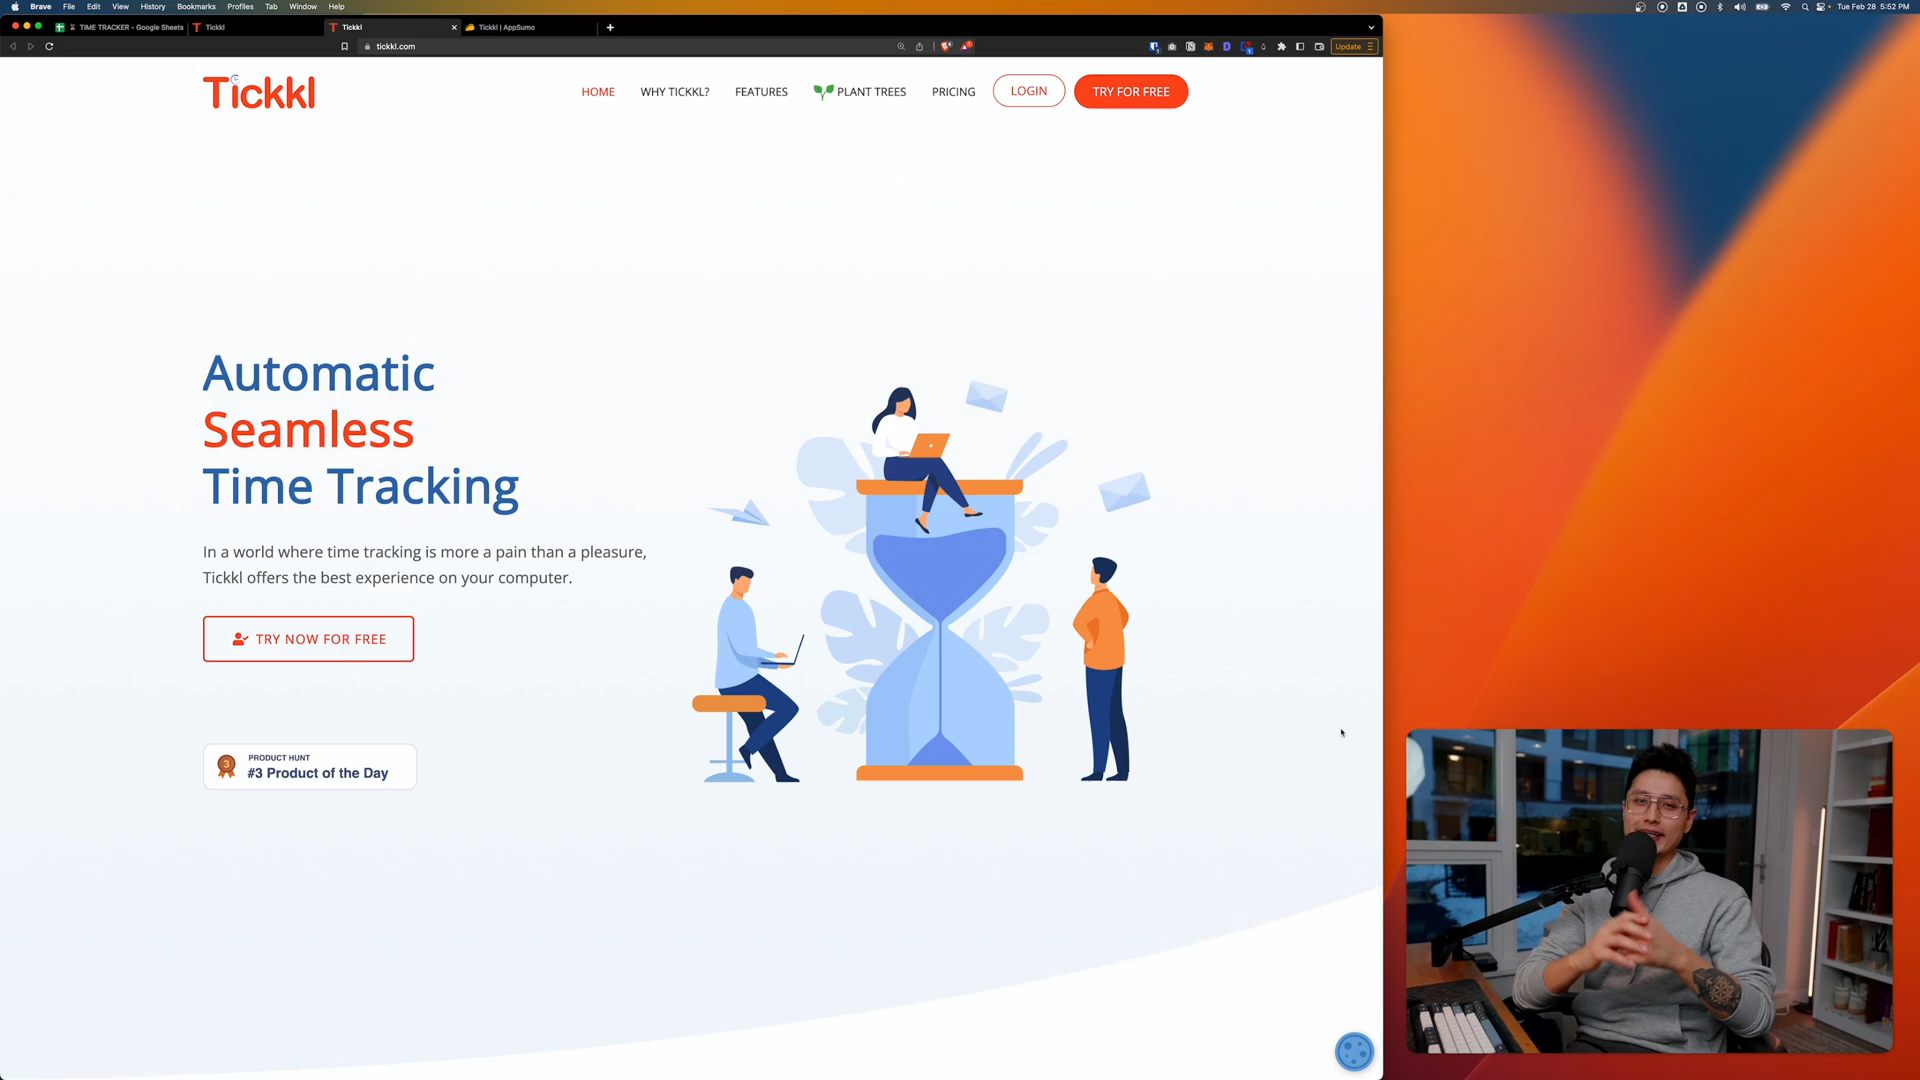 Brave File Edit View History Bookmarks Profiles Tab Window Help
Tue Feb 28 5:52 PM
TIME TRACKER - Google Sheets
Tickkl
Tickkl
Tickkl | AppSumo
tickkl.com
Update
Tickkl
HOME
WHY TICKKL?
FEATURES
PLANT TREES
PRICING
LOGIN
TRY FOR FREE
Automatic
Seamless
Time Tracking
In a world where time tracking is more a pain than a pleasure,
Tickkl offers the best experience on your computer.
TRY NOW FOR FREE
3
PRODUCT HUNT
#3 Product of the Day